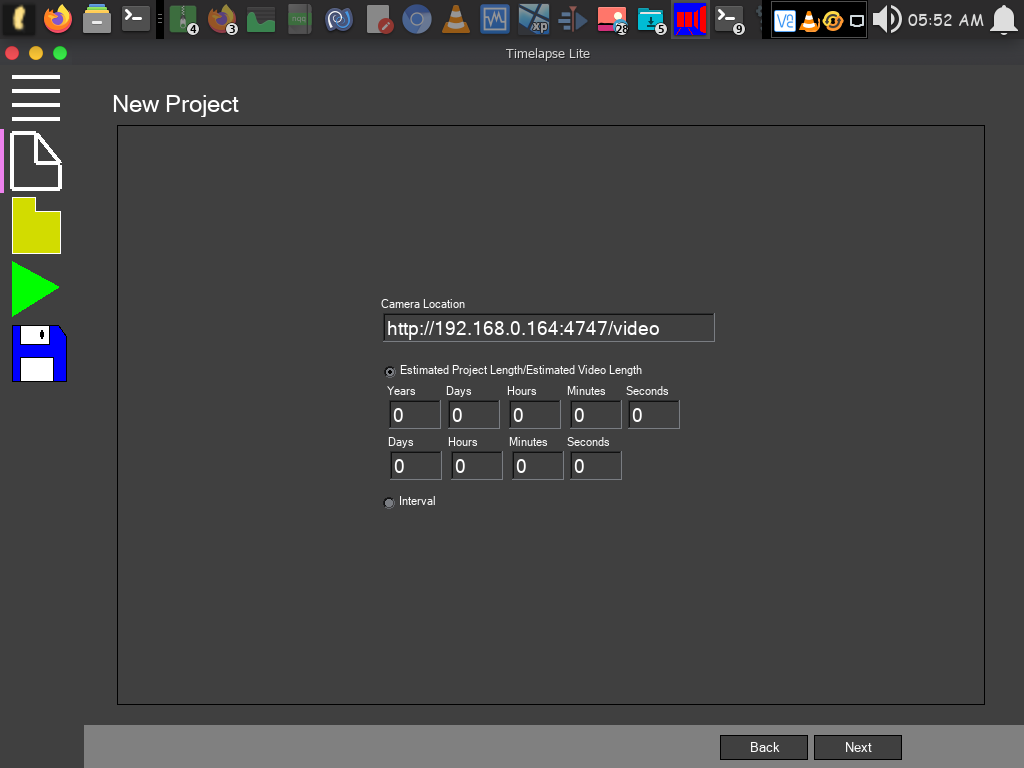 4
3
nqq
xp
28
5
9
V2
05:52 AM
Timelapse Lite
New Project
Camera Location
http://192.168.0.164:4747/video
Estimated Project Length/Estimated Video Length
Years Days Hours Minutes Seconds
0 0 0 0 0
Days Hours Minutes Seconds
0 0 0 0
Interval
Back Next